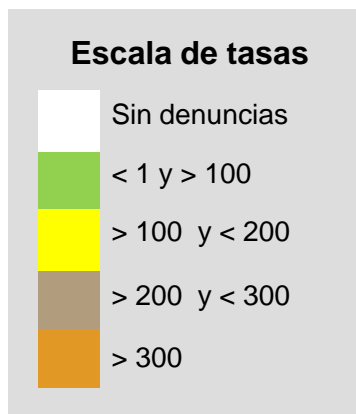 Escala de tasas
Sin denuncias
< 1 y > 100
> 100 y < 200
> 200 y < 300
> 300